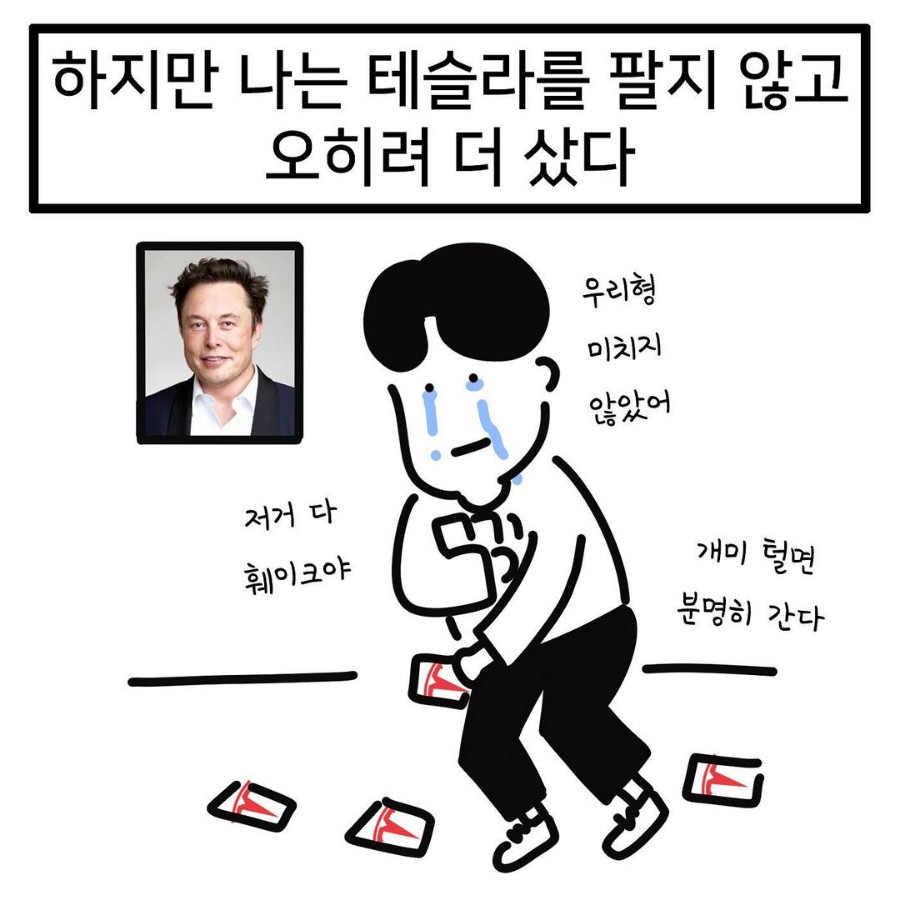 하지만 나는 테슬라를 팔지 않고
오히려 더 샀다
우리형
미치지
않았어
저거 다
훼이크야
개미 털면
분명히 간다